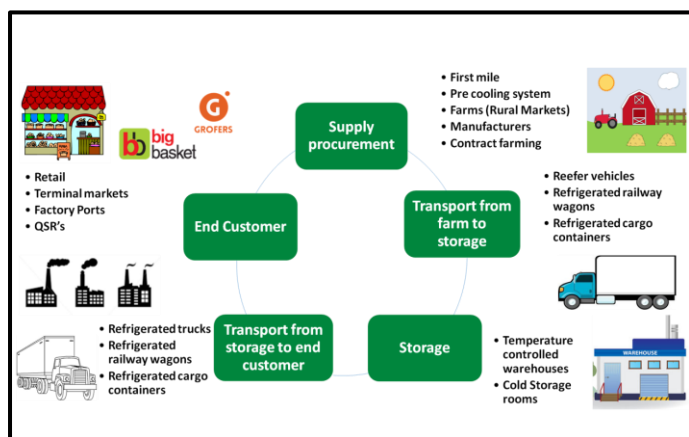 Supply
procurement
• First mile
• Pre cooling system
• Farms (Rural Markets)
• Manufacturers
• Contract farming
Transport from
farm to
storage
• Reefer vehicles
• Refrigerated railway
wagons
• Refrigerated cargo
containers
Storage
• Temperature
controlled
warehouses
• Cold Storage
rooms
WAREHOUSE
Transport from
storage to end
customer
• Refrigerated trucks
• Refrigerated
railway wagons
• Refrigerated cargo
containers
End Customer
• Retail
• Terminal markets
• Factory Ports
• QSR's
bb big
basket
G
GROFERS